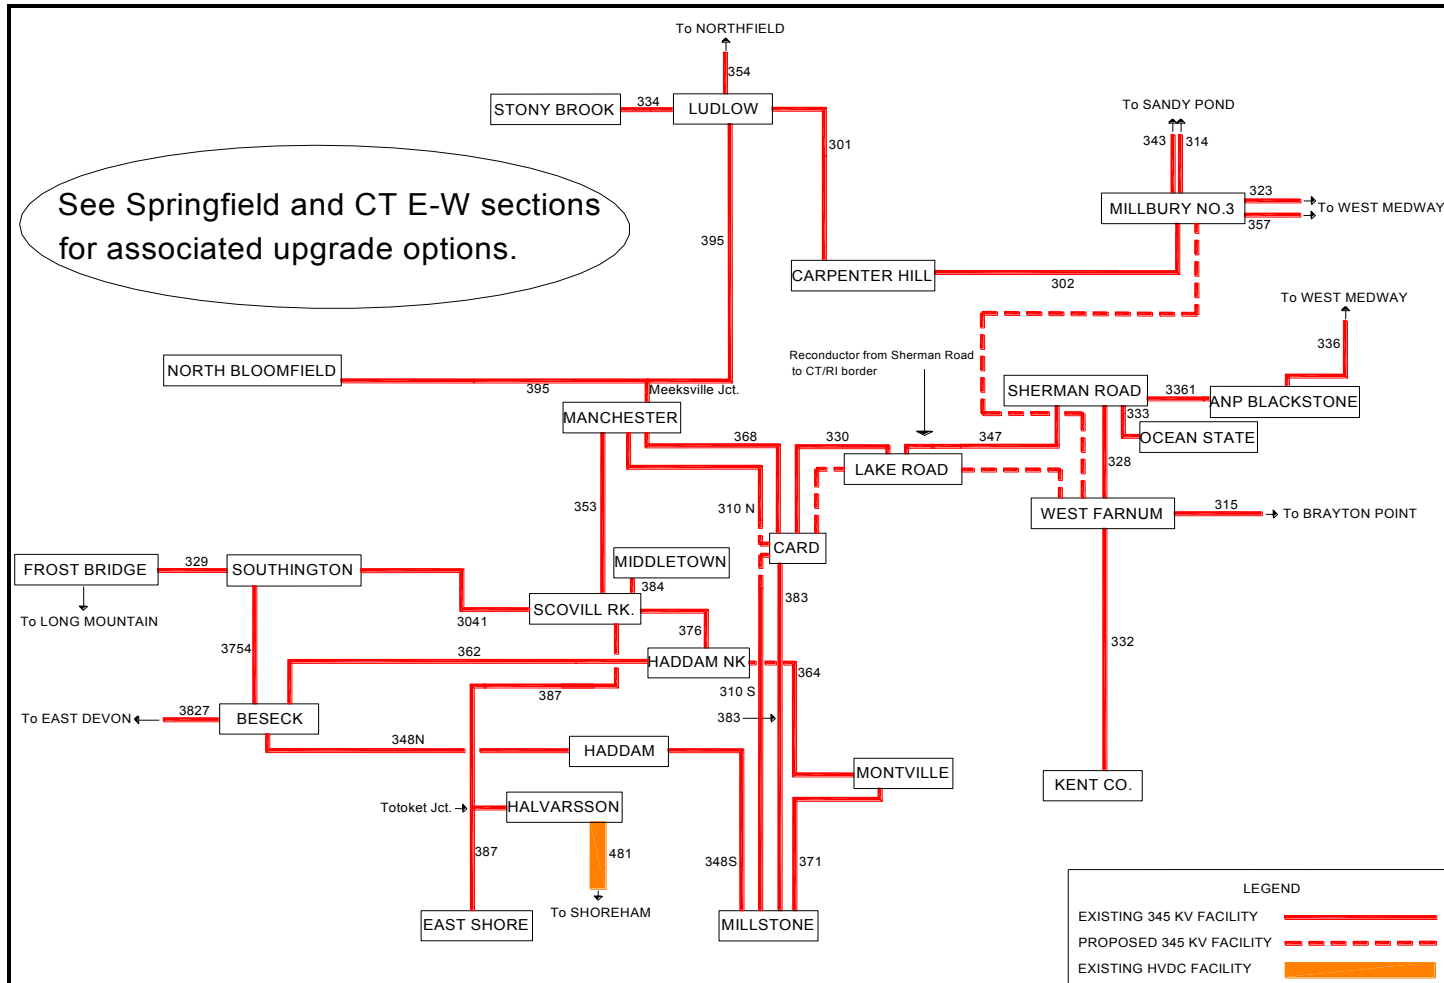 To NORTHFIELD
354
STONY BROOK
334
LUDLOW
301
395
To SANDY POND
343
314
323
MILLBURY NO.3
To WEST MEDWAY
357
See Springfield and CT E-W sections
for associated upgrade options.
CARPENTER HILL
302
To WEST MEDWAY
336
NORTH BLOOMFIELD
395
Meeksville Jct.
MANCHESTER
Reconductor from Sherman Road
to CT/RI border
SHERMAN ROAD
3361
ANP BLACKSTONE
333
OCEAN STATE
368
330
347
LAKE ROAD
328
353
310 N
WEST FARNUM
315
To BRAYTON POINT
CARD
FROST BRIDGE
329
SOUTHINGTON
MIDDLETOWN
384
383
To LONG MOUNTAIN
3041
SCOVILL RK.
376
3754
362
HADDAM NK
364
332
387
310 S
383
To EAST DEVON
3827
BESECK
348N
HADDAM
MONTVILLE
KENT CO.
Totoket Jct.
HALVARSSON
387
481
348S
371
To SHOREHAM
EAST SHORE
MILLSTONE
LEGEND
EXISTING 345 KV FACILITY
PROPOSED 345 KV FACILITY
EXISTING HVDC FACILITY